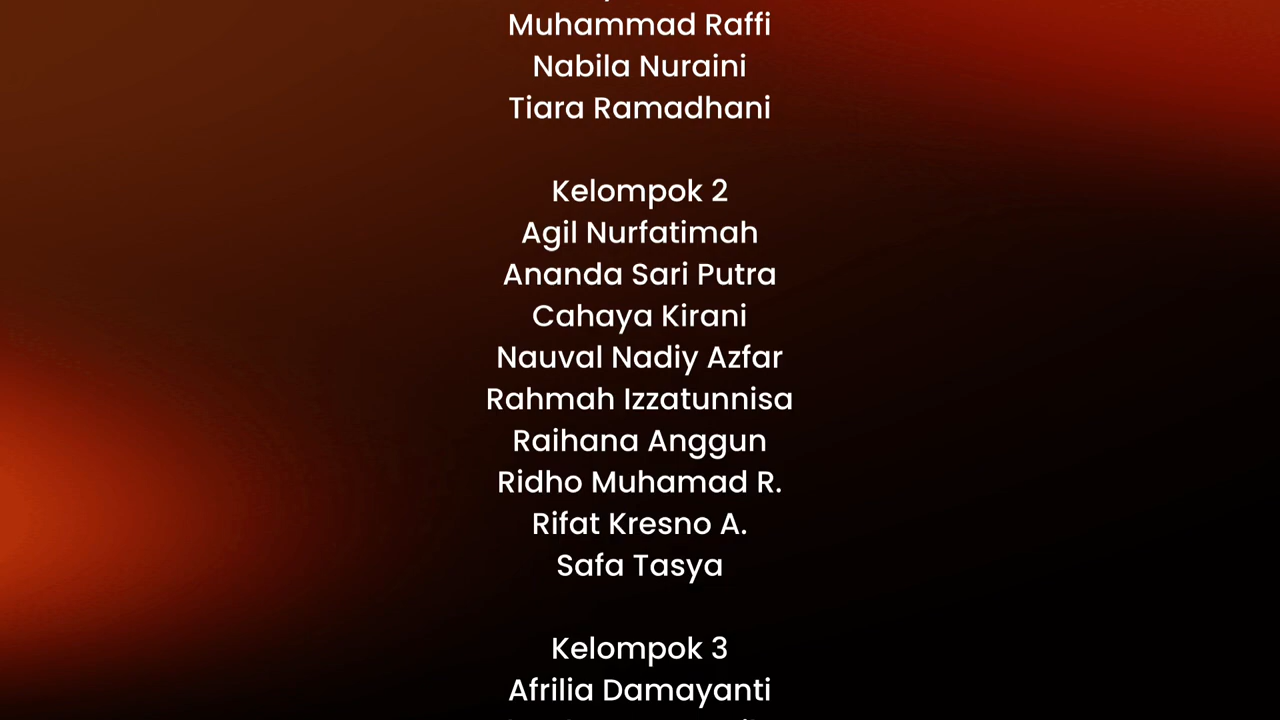 Muhammad Raffi
Nabila Nuraini
Tiara Ramadhani
Kelompok 2
Agil Nurfatimah
Ananda Sari Putra
Cahaya Kirani
Nauval Nadiy Azfar
Rahmah Izzatunnisa
Raihana Anggun
Ridho Muhamad R.
Rifat Kresno A.
Safa Tasya
Kelompok 3
Afrilia Damayanti